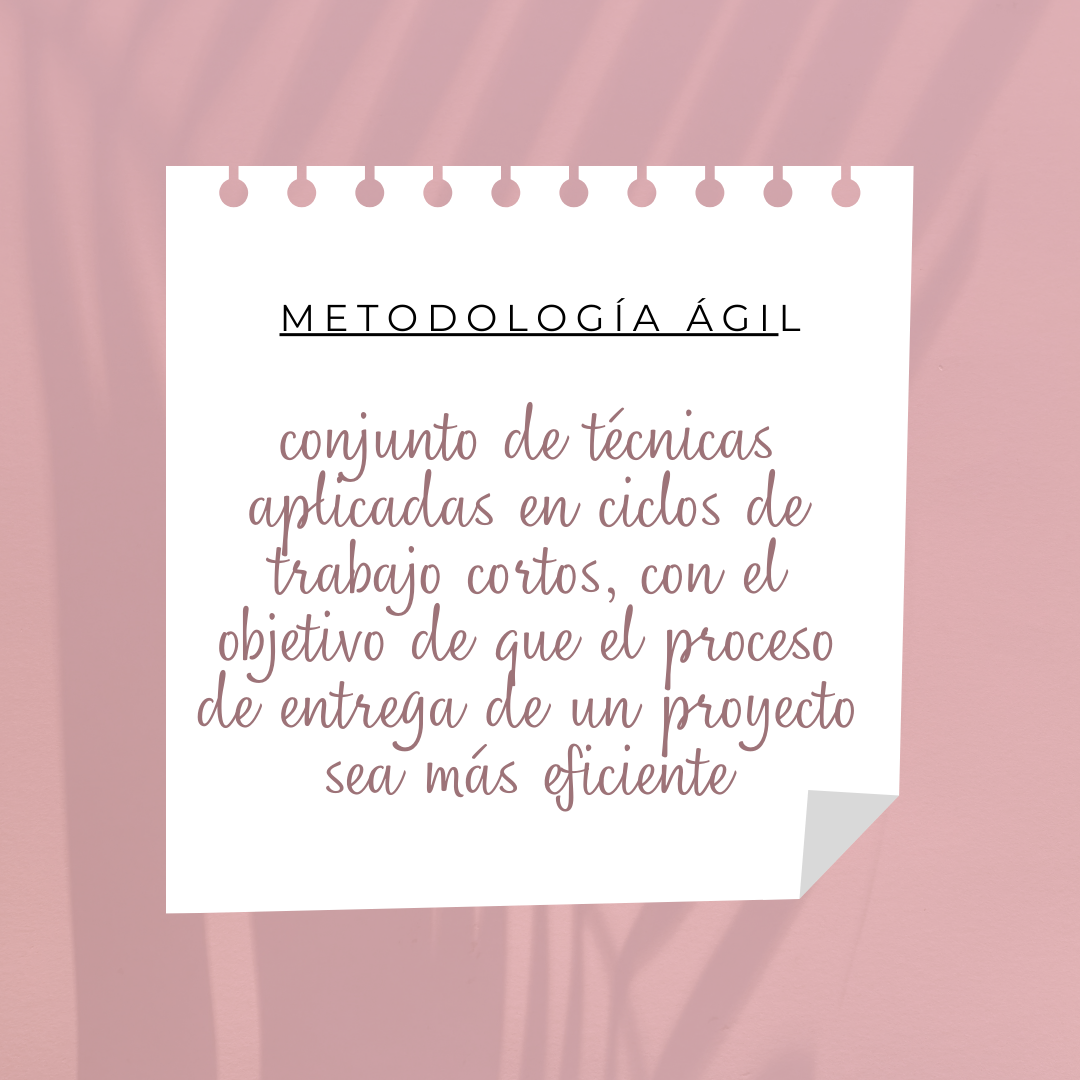 METODOLOGÍA ÁGIL
conjunto de técnicas
aplicadas en ciclos de
trabajo cortos, con el
objetivo de que el proceso
de entrega de un proyecto
sea más eficiente